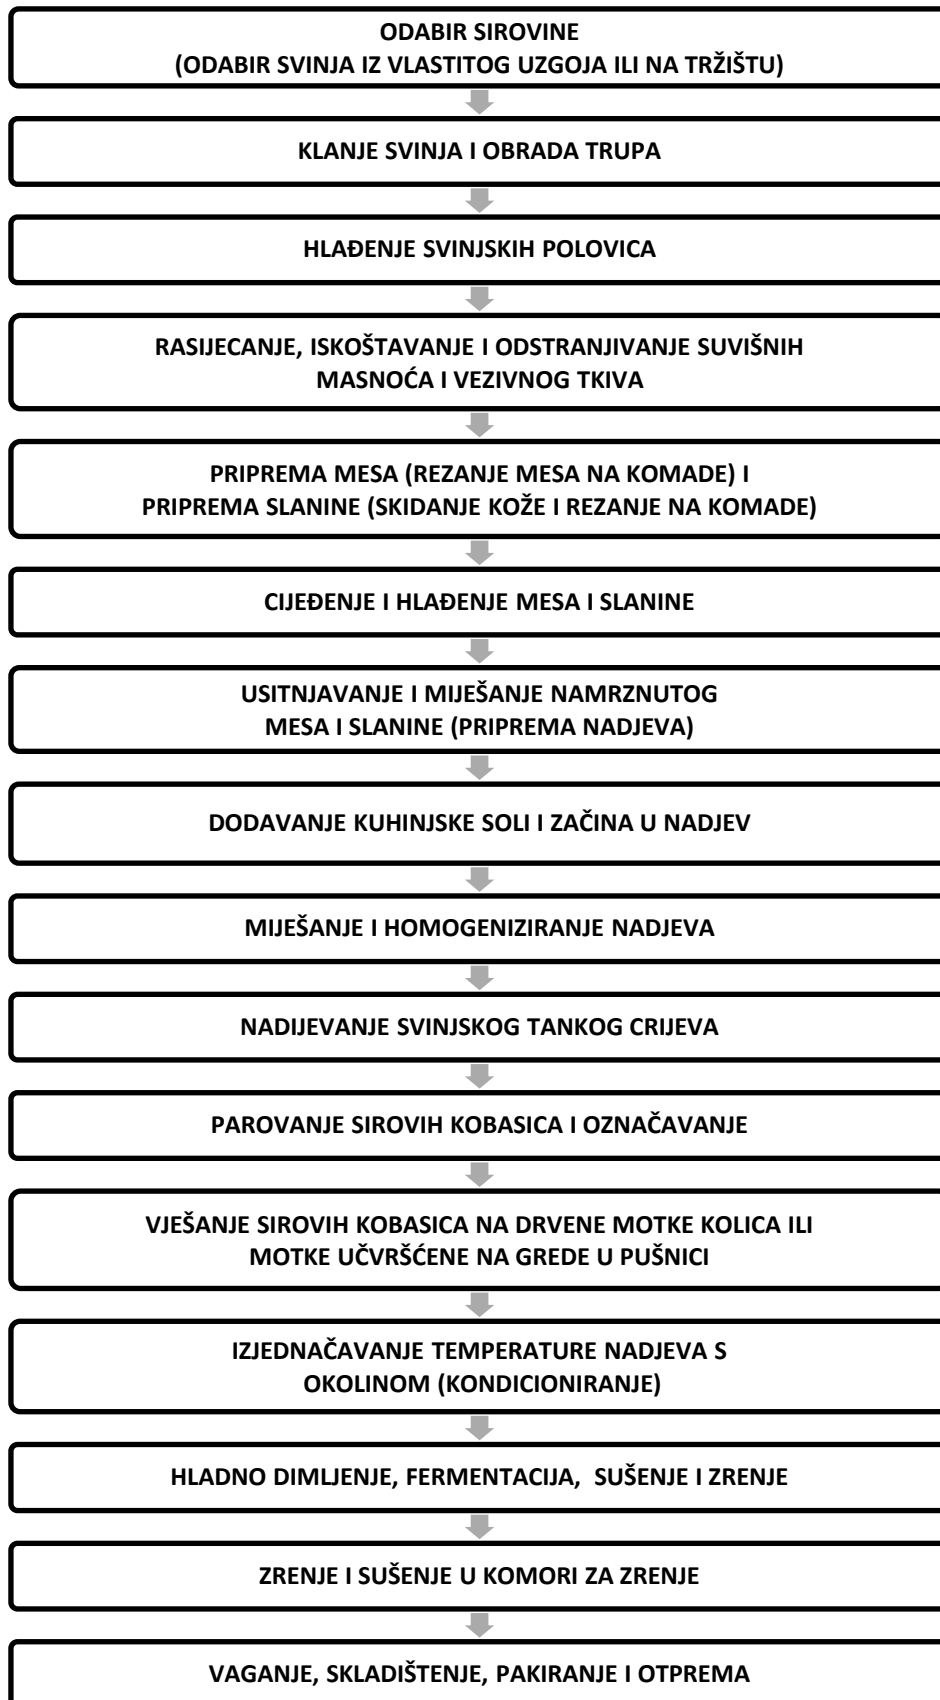 ODABIR SIROVINE
(ODABIR SVINJA IZ VLASTITOG UZGOJA ILI NA TRŽIŠTU)
KLANJE SVINJA I OBRADA TRUPA
HLAĐENJE SVINJSKIH POLOVICA
RASIJECANJE, ISKOŠTAVANJE I ODSTRANJIVANJE SUVIŠNIH
MASNOĆA I VEZIVNOG TKIVA
PRIPREMA MESA (REZANJE MESA NA KOMADE) I
PRIPREMA SLANINE (SKIDANJE KOŽE I REZANJE NA KOMADE)
CIJEĐENJE I HLAĐENJE MESA I SLANINE
USITNJAVANJE I MIJEŠANJE NAMRZNUTOG
MESA I SLANINE (PRIPREMA NADJEVA)
DODAVANJE KUHINJSKE SOLI I ZAČINA U NADJEV
MIJEŠANJE I HOMOGENIZIRANJE NADJEVA
NADIJEVANJE SVINJSKOG TANKOG CRIJEVA
PAROVANJE SIROVIH KOBASICA I OZNAČAVANJE
VJEŠANJE SIROVIH KOBASICA NA DRVENE MOTKE KOLICA ILI
MOTKE UČVRŠĆENE NA GREDE U PUŠNICI
IZJEDNAČAVANJE TEMPERATURE NADJEVA S
OKOLINOM (KONDICIONIRANJE)
HLADNO DIMLJENJE, FERMENTACIJA, SUŠENJE I ZRENJE
ZRENJE I SUŠENJE U KOMORI ZA ZRENJE
VAGANJE, SKLADIŠTENJE, PAKIRANJE I OTPREMA